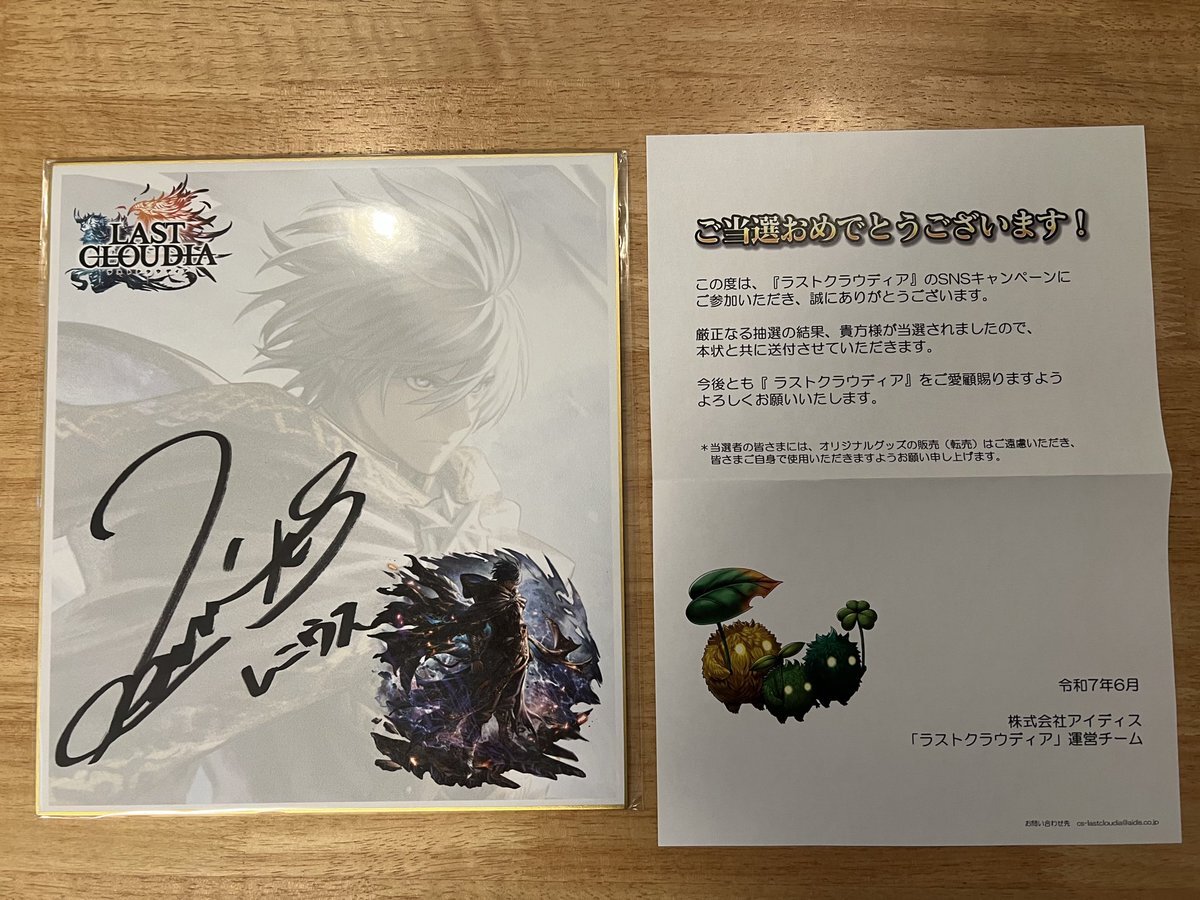 LAST
CLOUDIA
ラストクラウディア
レニウス
ご当選おめでとうございます！
この度は、『ラストクラウディア』のSNSキャンペーンに
ご参加いただき、誠にありがとうございます。
厳正なる抽選の結果、貴方様が当選されましたので、
本状と共に送付させていただきます。
今後とも『 ラストクラウディア』をご愛顧賜りますよう
よろしくお願いいたします。
＊当選者の皆さまには、オリジナルグッズの販売（転売）はご遠慮いただき、
皆さまご自身で使用いただきますようお願い申し上げます。
令和7年6月
株式会社アイディス
「ラストクラウディア」運営チーム
お問い合わせ先　cs-lastcloudia@aidis.co.jp